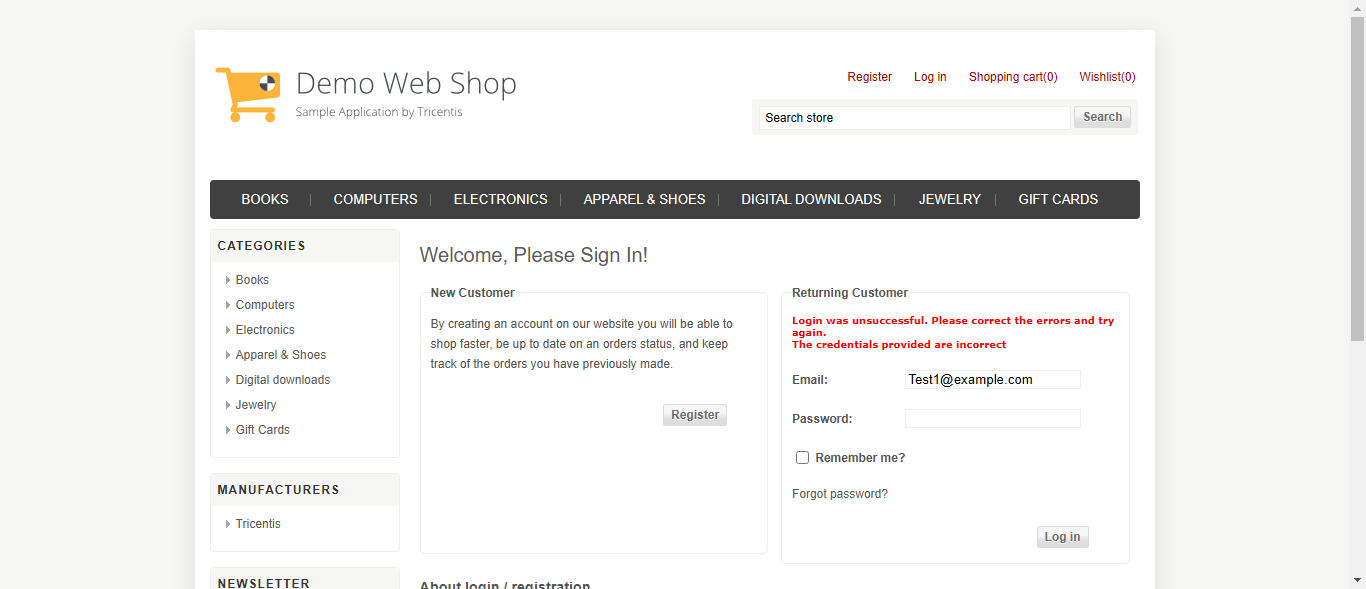 Demo Web Shop
Sample Application by Tricentis
Register Log in Shopping cart(0) Wishlist(0)
Search store Search
BOOKS COMPUTERS ELECTRONICS APPAREL & SHOES DIGITAL DOWNLOADS JEWELRY GIFT CARDS
CATEGORIES
Books
Computers
Electronics
Apparel & Shoes
Digital downloads
Jewelry
Gift Cards
MANUFACTURERS
Tricentis
NEWSLETTER
Welcome, Please Sign In!
New Customer
By creating an account on our website you will be able to
shop faster, be up to date on an orders status, and keep
track of the orders you have previously made.
Register
Returning Customer
Login was unsuccessful. Please correct the errors and try
again.
The credentials provided are incorrect
Email: Test1@example.com
Password:
Remember me?
Forgot password?
Log in
About login / registration